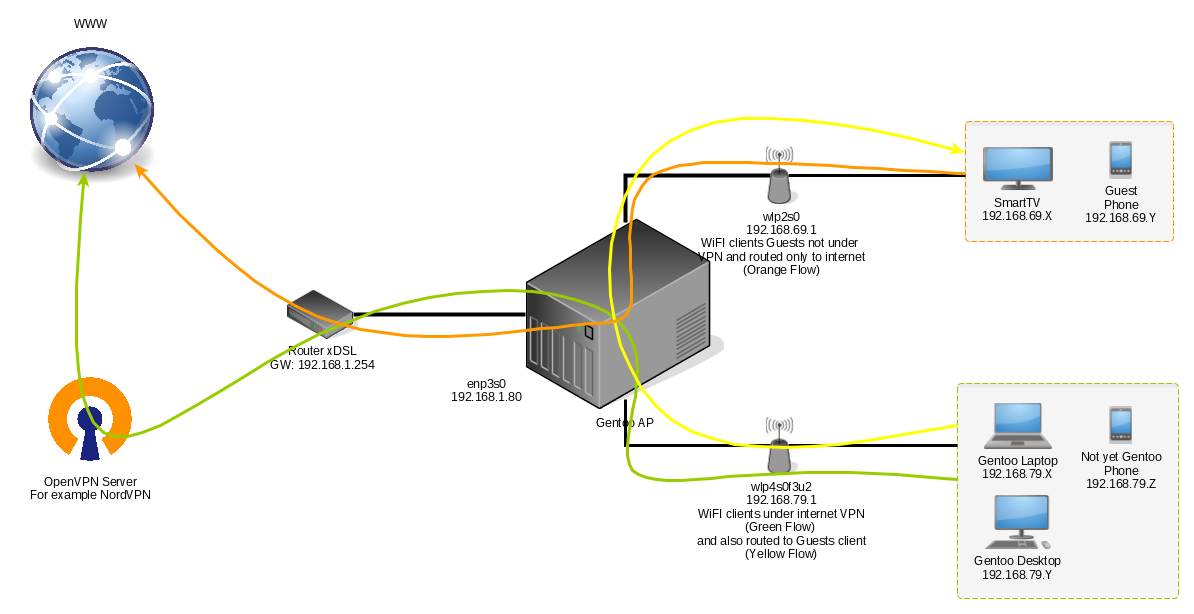 WWW
SmartTV
192.168.69.X
Guest
Phone
192.168.69.Y
wlp2s0
192.168.69.1
WiFI clients Guests not under
VPN and routed only to internet
(Orange Flow)
Router xDSL
GW: 192.168.1.254
enp3s0
192.168.1.80
Gentoo AP
OpenVPN Server
For example NordVPN
wlp4s0f3u2
192.168.79.1
WiFI clients under internet VPN
(Green Flow)
and also routed to Guests client
(Yellow Flow)
Gentoo Laptop
192.168.79.X
Not yet Gentoo
Phone
192.168.79.Z
Gentoo Desktop
192.168.79.Y